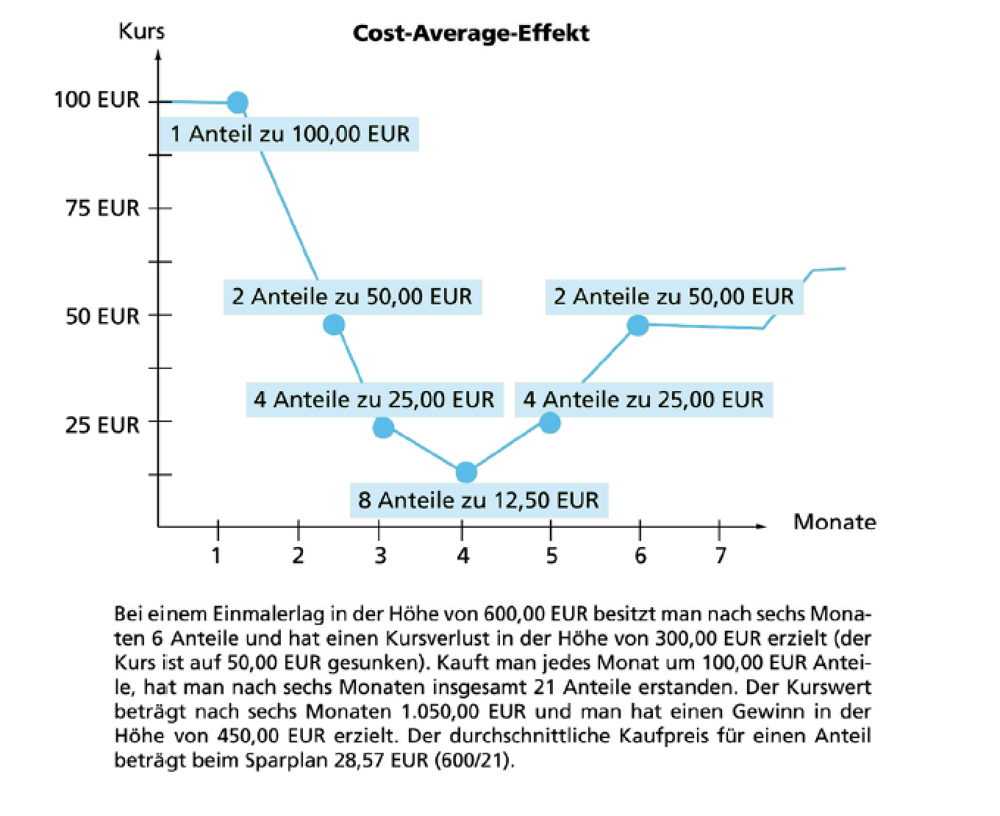 Kurs
Cost-Average-Effekt
100 EUR
1 Anteil zu 100,00 EUR
75 EUR
2 Anteile zu 50,00 EUR
2 Anteile zu 50,00 EUR
50 EUR
4 Anteile zu 25,00 EUR
4 Anteile zu 25,00 EUR
25 EUR
8 Anteile zu 12,50 EUR
Monate
1 2 3 4 5 6 7
Bei einem Einmalerlag in der Höhe von 600,00 EUR besitzt man nach sechs Mona-
ten 6 Anteile und hat einen Kursverlust in der Höhe von 300,00 EUR erzielt (der
Kurs ist auf 50,00 EUR gesunken). Kauft man jedes Monat um 100,00 EUR Antei-
le, hat man nach sechs Monaten insgesamt 21 Anteile erstanden. Der Kurswert
beträgt nach sechs Monaten 1.050,00 EUR und man hat einen Gewinn in der
Höhe von 450,00 EUR erzielt. Der durchschnittliche Kaufpreis für einen Anteil
beträgt beim Sparplan 28,57 EUR (600/21).